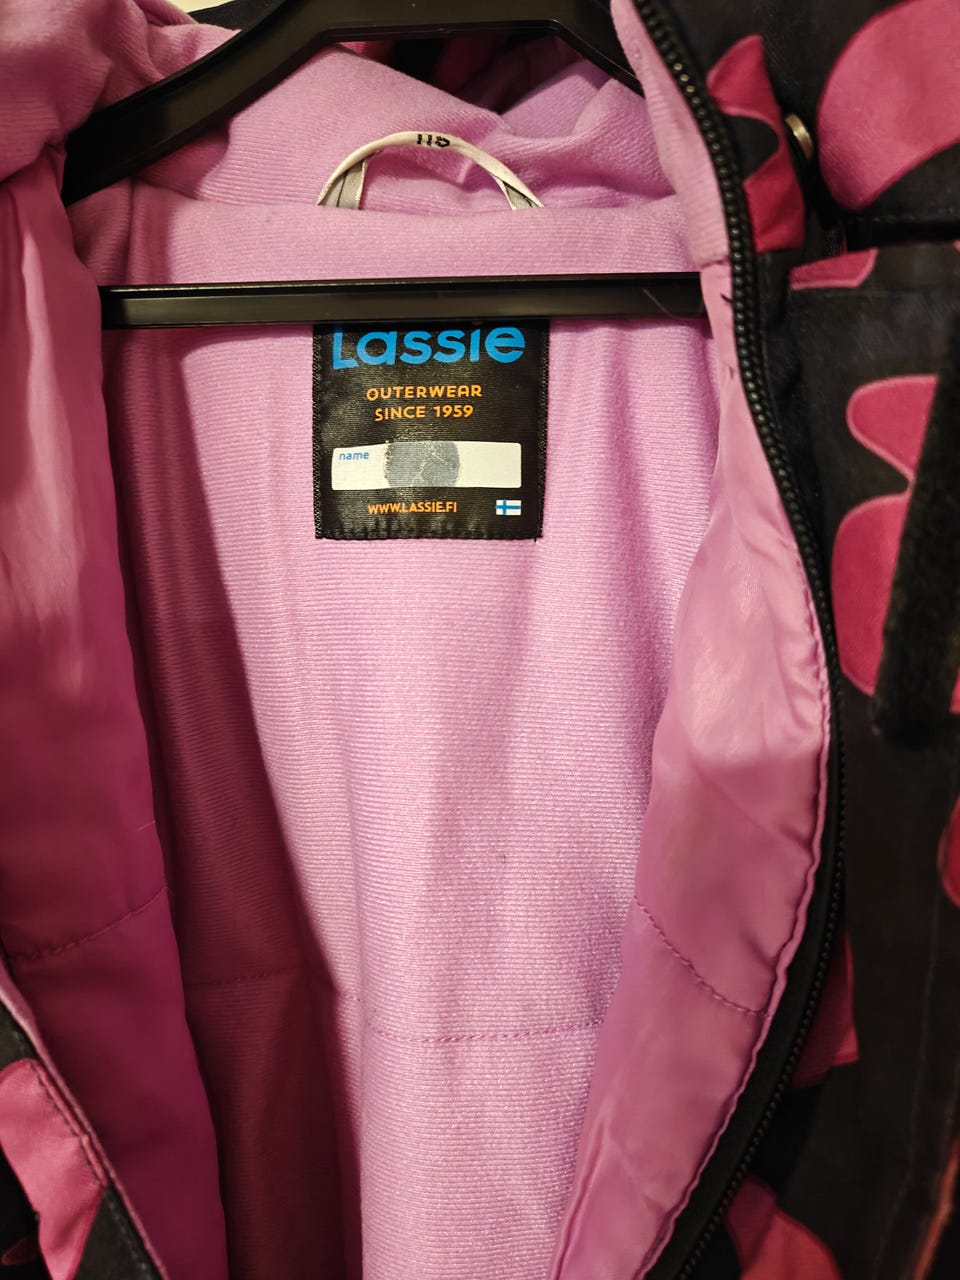 116
Lassie
OUTERWEAR
SINCE 1959
name
WWW.LASSIE.FI